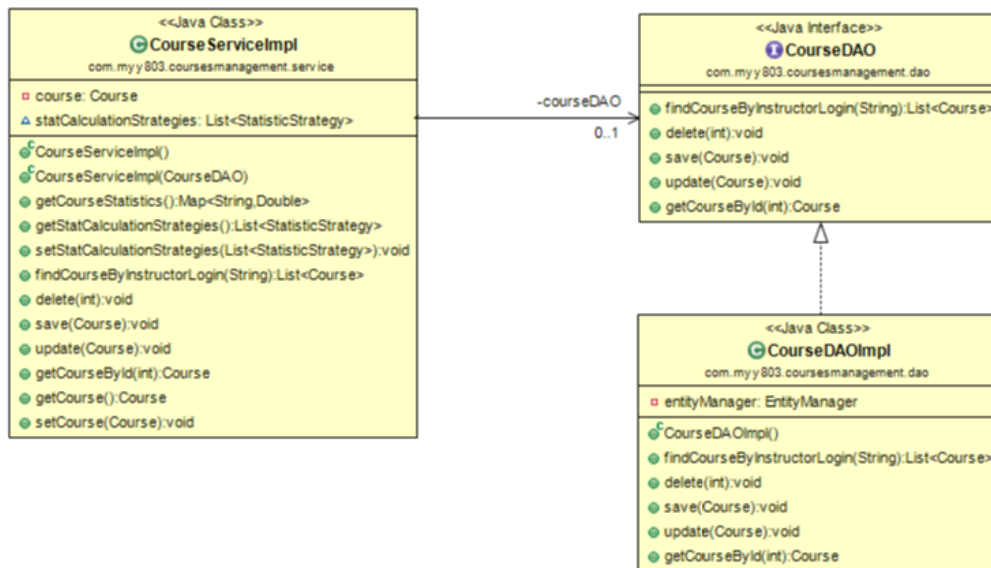 <<Java Class>>
CourseServiceImpl
com.myy803.coursesmanagement.service
course: Course
statCalculationStrategies: List<StatisticStrategy>
CourseServiceImpl()
CourseServiceImpl(CourseDAO)
getCourseStatistics():Map<String,Double>
getStatCalculationStrategies():List<StatisticStrategy>
setStatCalculationStrategies(List<StatisticStrategy>):void
findCourseByInstructorLogin(String):List<Course>
delete(int):void
save(Course):void
update(Course):void
getCourseById(int):Course
getCourse():Course
setCourse(Course):void
-courseDAO
0..1
<<Java Interface>>
CourseDAO
com.myy803.coursesmanagement.dao
findCourseByInstructorLogin(String):List<Course>
delete(int):void
save(Course):void
update(Course):void
getCourseById(int):Course
<<Java Class>>
CourseDAOImpl
com.myy803.coursesmanagement.dao
entityManager: EntityManager
CourseDAOImpl()
findCourseByInstructorLogin(String):List<Course>
delete(int):void
save(Course):void
update(Course):void
getCourseById(int):Course